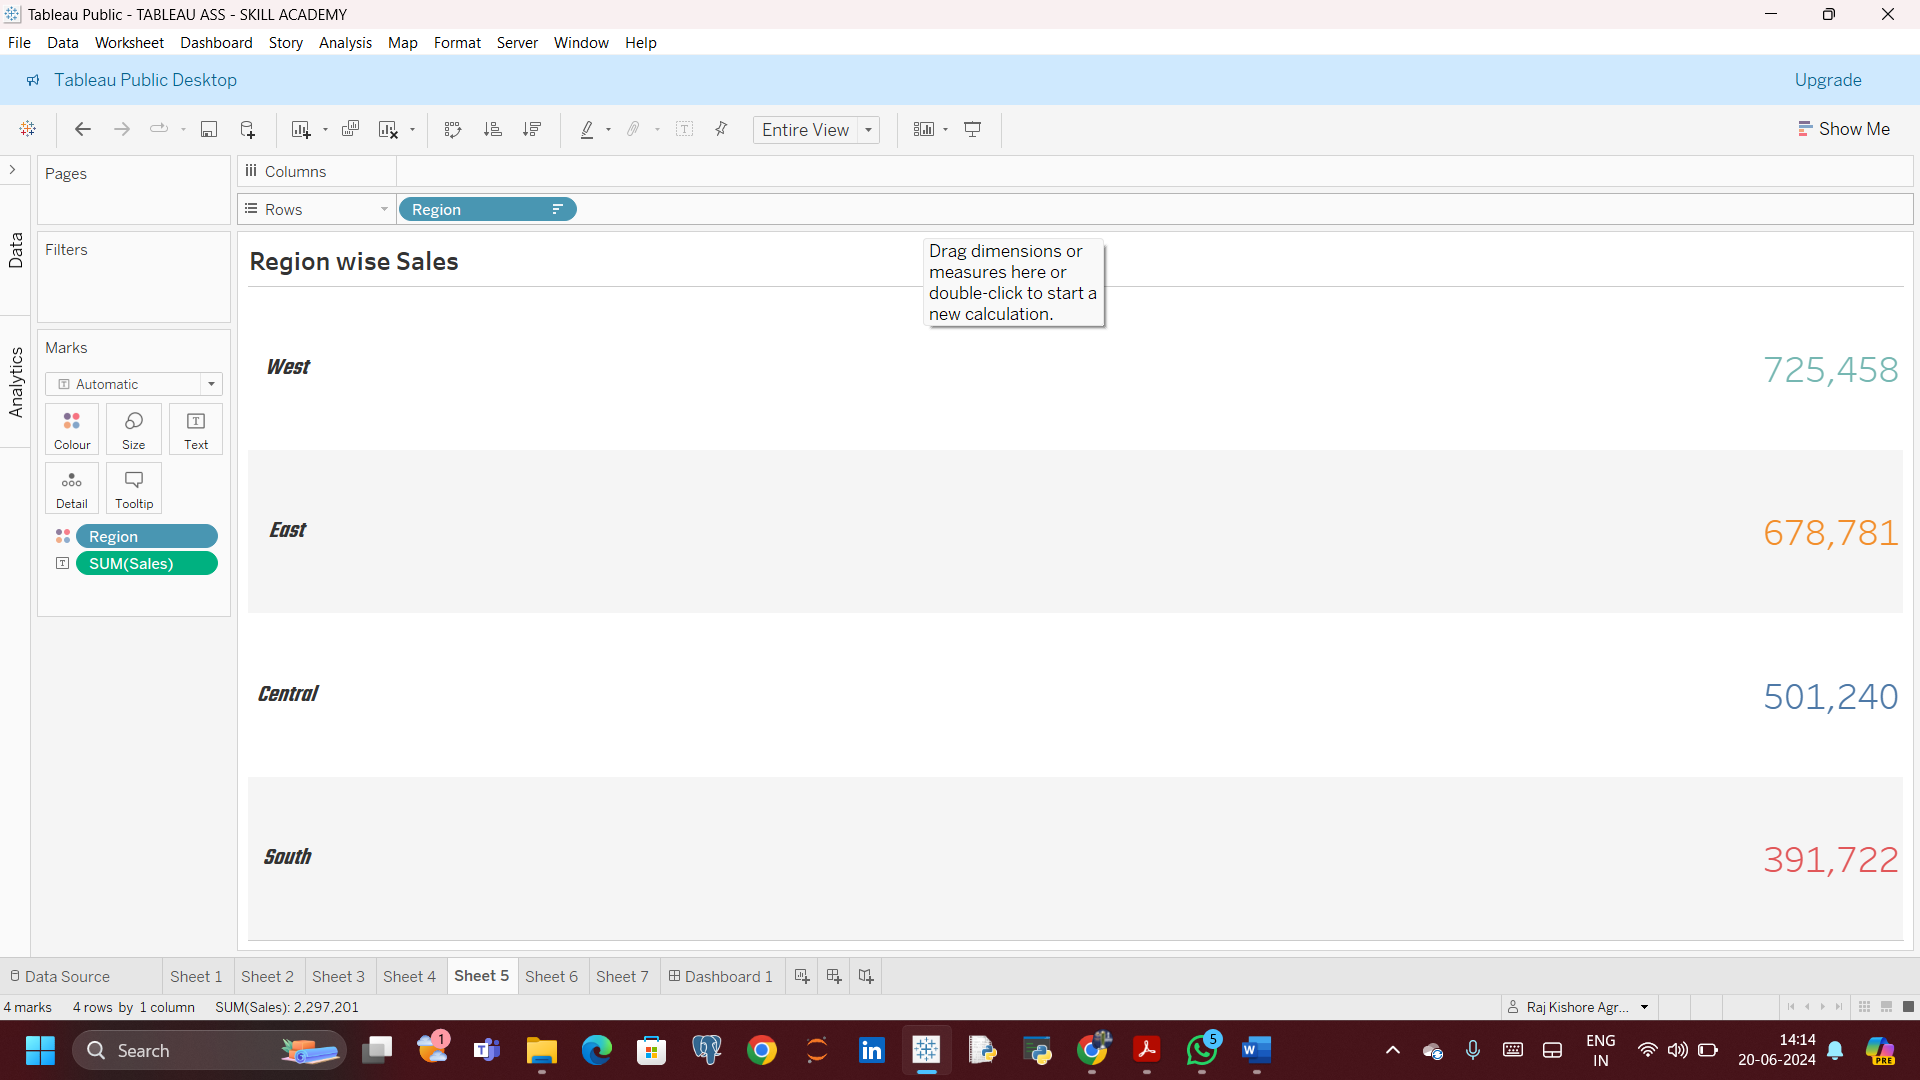 Tableau Public - TABLEAU ASS - SKILL ACADEMY
File Data Worksheet Dashboard Story Analysis Map Format Server Window Help
Tableau Public Desktop
Upgrade
Entire View
Show Me
Pages
Columns
Rows
Region
Data
Filters
Region wise Sales
Drag dimensions or
measures here or
double-click to start a
new calculation.
Marks
Analytics
Automatic
Colour Size Text
Detail Tooltip
Region
SUM(Sales)
West 725,458
East 678,781
Central 501,240
South 391,722
Data Source Sheet 1 Sheet 2 Sheet 3 Sheet 4 Sheet 5 Sheet 6 Sheet 7 Dashboard 1
4 marks 4 rows by 1 column SUM(Sales): 2,297,201
Raj Kishore Agr...
Search
1
5
ENG
IN
14:14
20-06-2024
PRE